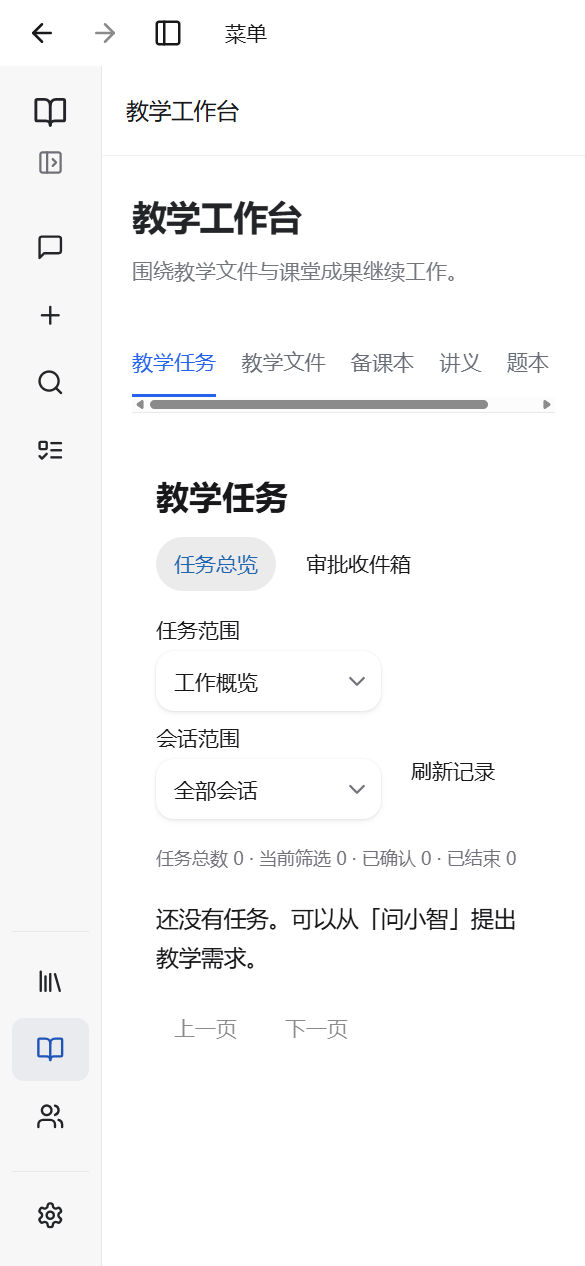 菜单
教学工作台
教学工作台
围绕教学文件与课堂成果继续工作。
教学任务 教学文件 备课本 讲义 题本
教学任务
任务总览 审批收件箱
任务范围
工作概览
会话范围
全部会话 刷新记录
任务总数 0 · 当前筛选 0 · 已确认 0 · 已结束 0
还没有任务。可以从「问小智」提出
教学需求。
上一页 下一页